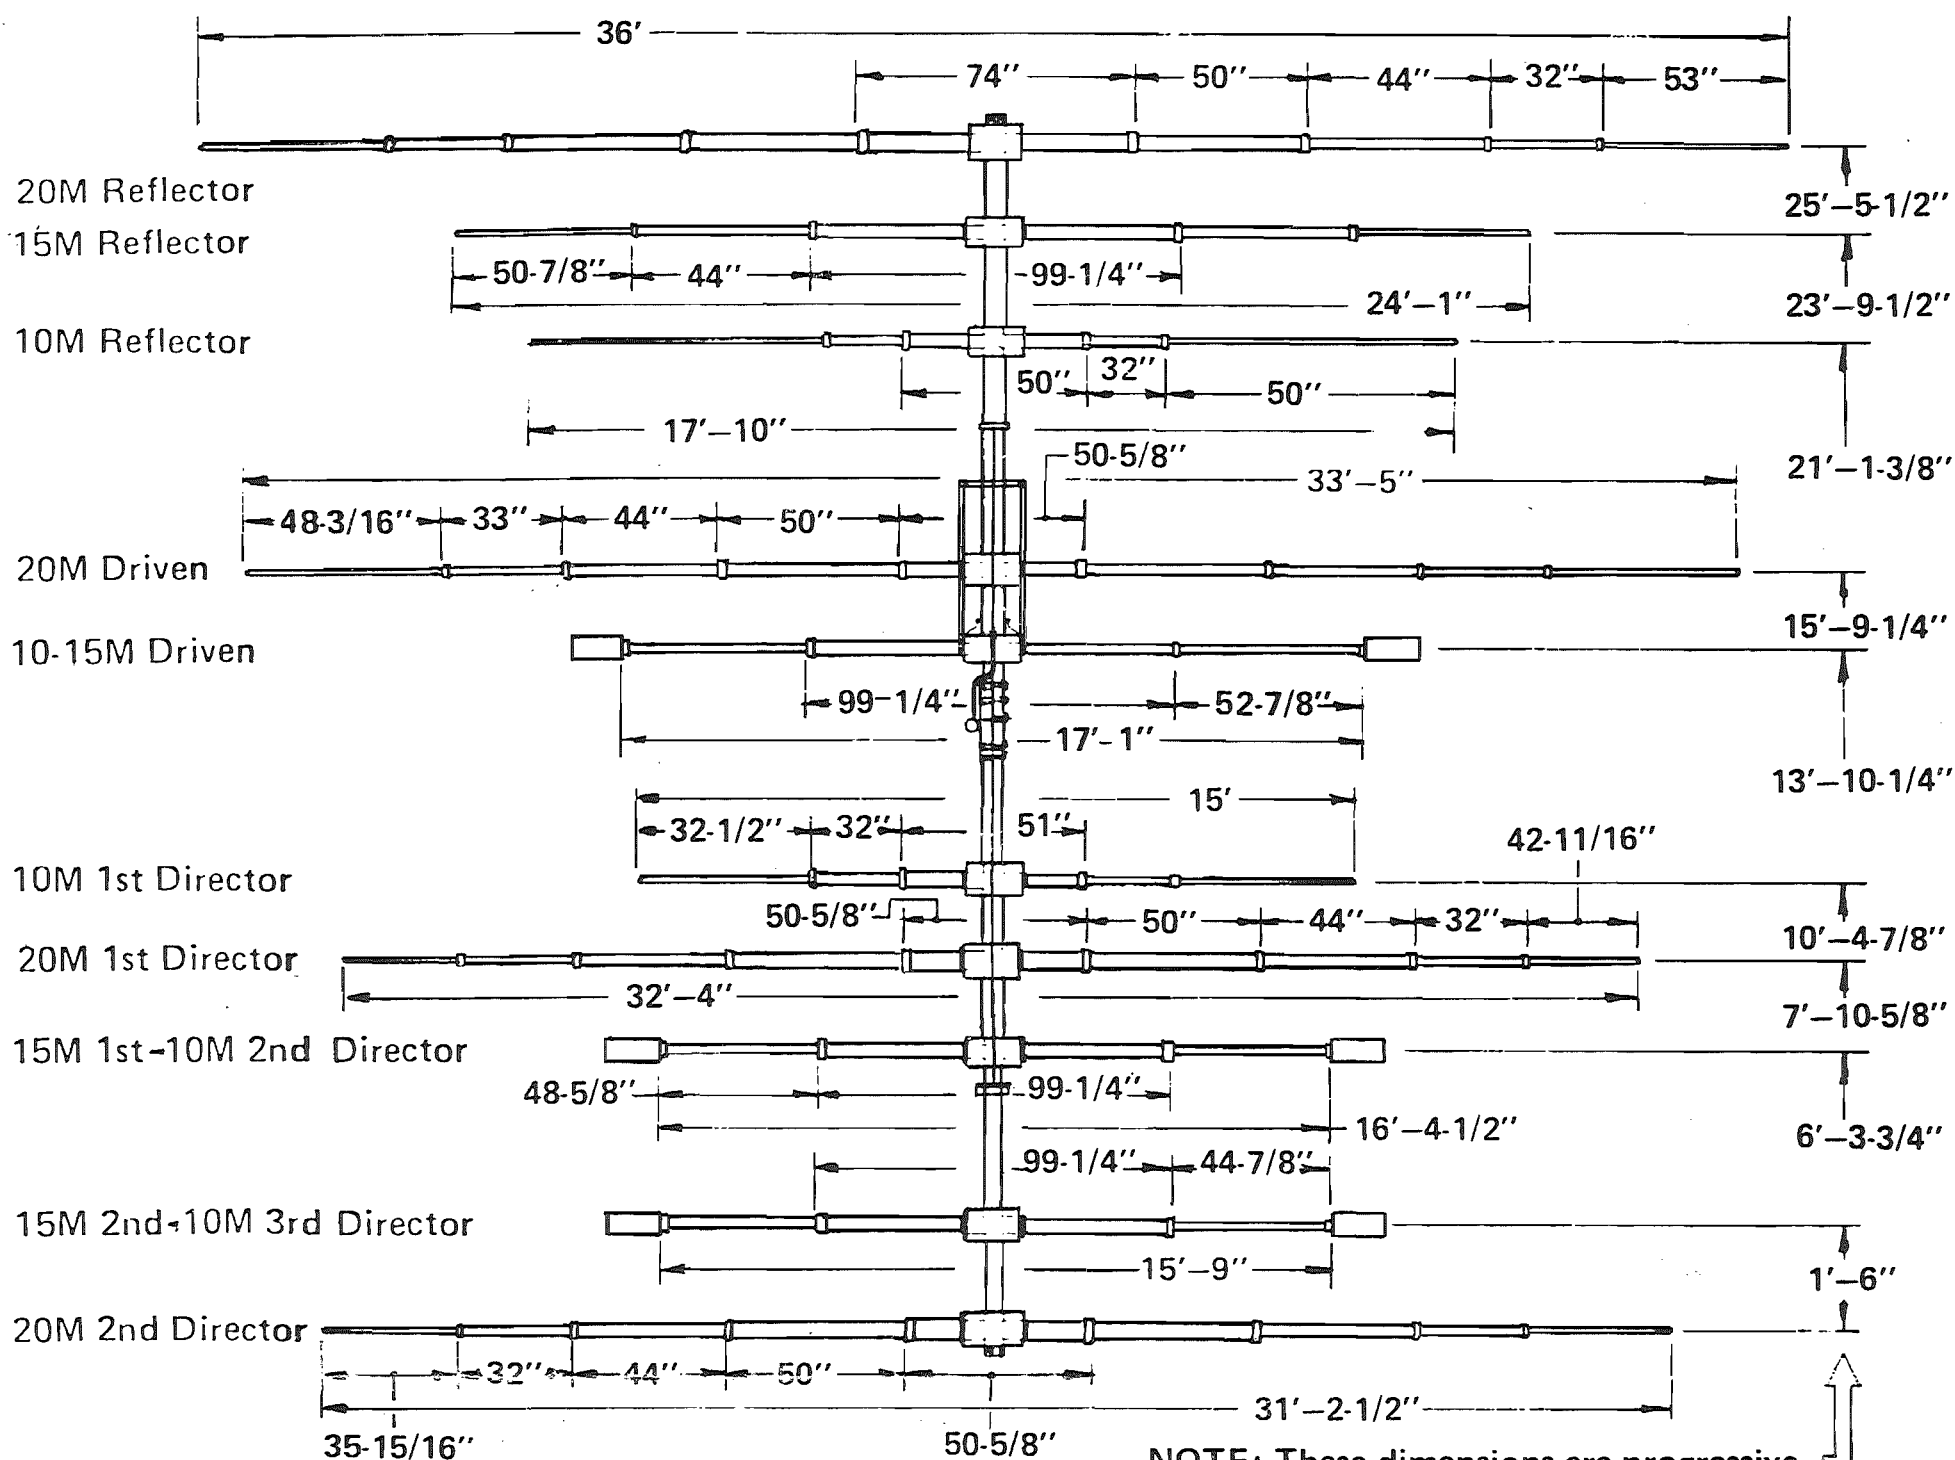 36'
74'' 50'' 44'' 32'' 53''
20M Reflector
25'–5-1/2''
15M Reflector
50-7/8'' 44'' 99-1/4''
24'–1''
23'–9-1/2''
10M Reflector
50'' 32'' 50''
17'–10''
50-5/8''
21'–1-3/8''
33'–5''
48-3/16'' 33'' 44'' 50''
20M Driven
15'–9-1/4''
10-15M Driven
99-1/4'' 52-7/8''
17'-1''
13'–10-1/4''
15'
32-1/2'' 32'' 51''
42-11/16''
10M 1st Director
50-5/8'' 50'' 44'' 32''
10'–4-7/8''
20M 1st Director
32'–4''
7'–10-5/8''
15M 1st-10M 2nd Director
48-5/8'' 99-1/4''
16'–4-1/2''
6'–3-3/4''
99-1/4'' 44-7/8''
15M 2nd-10M 3rd Director
15'–9''
1'–6''
20M 2nd Director
32'' 44'' 50''
31'–2-1/2''
35-15/16'' 50-5/8''
NOTE: These dimensions are progressive